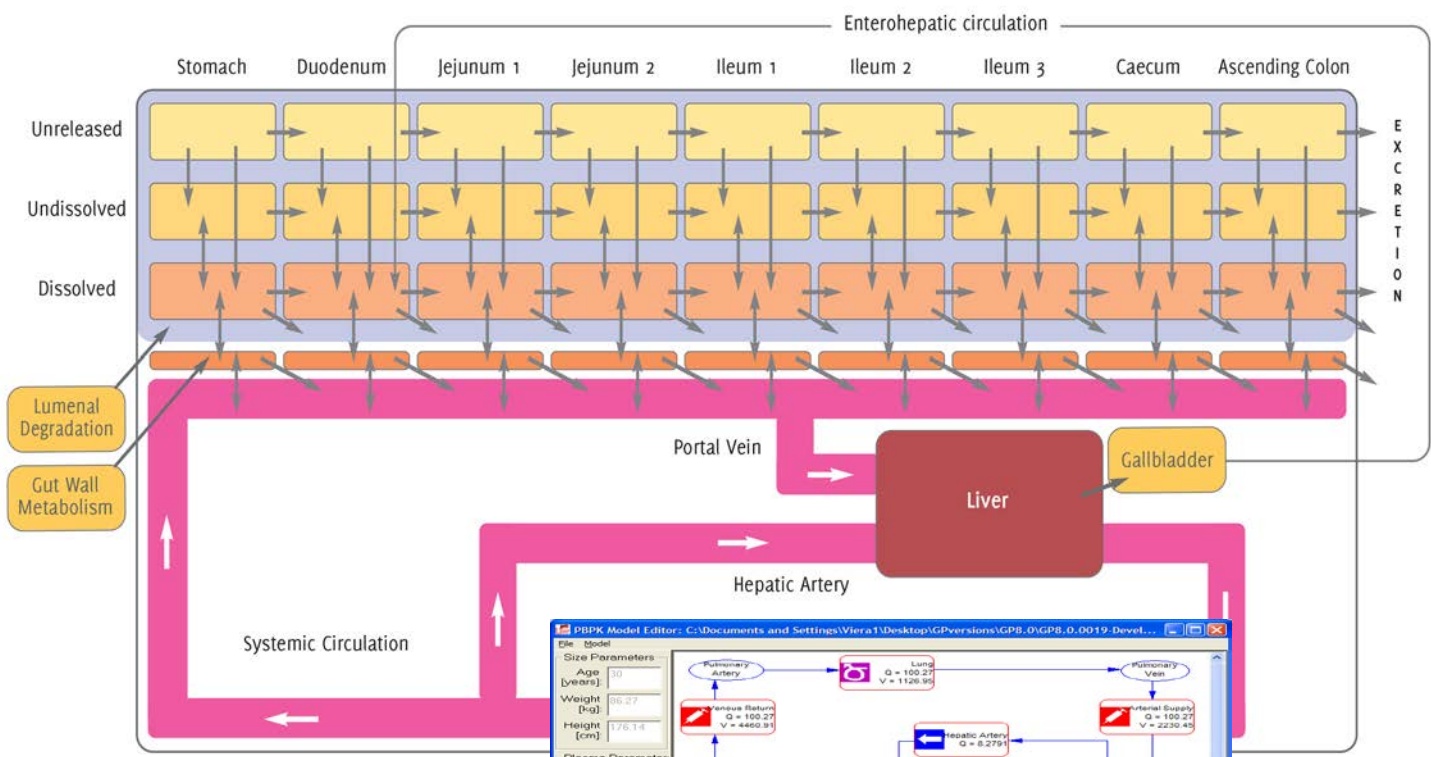 Enterohepatic circulation
Stomach Duodenum Jejunum 1 Jejunum 2 Ileum 1 Ileum 2 Ileum 3 Caecum Ascending Colon
Unreleased
Undissolved
Dissolved
EXCRETION
Lumenal
Degradation
Gut Wall
Metabolism
Portal Vein
Liver
Gallbladder
Hepatic Artery
Systemic Circulation
PBPK Model Editor: C:\Documents and Settings\Viera1\Desktop\GPversions\GP8.0\GP8.0.0019-Devel...
File Model
Size Parameters
Age
[years]: 30
Weight
[kg]: 86.27
Height
[cm]: 176.14
Plasma Parameter
Pulmonary
Artery
Lung
Q = 100.27
V = 1126.95
Pulmonary
Vein
Venous Return
Q = 100.27
V = 4460.91
Arterial Supply
Q = 100.27
V = 2230.45
Hepatic Artery
Q = 8.2791